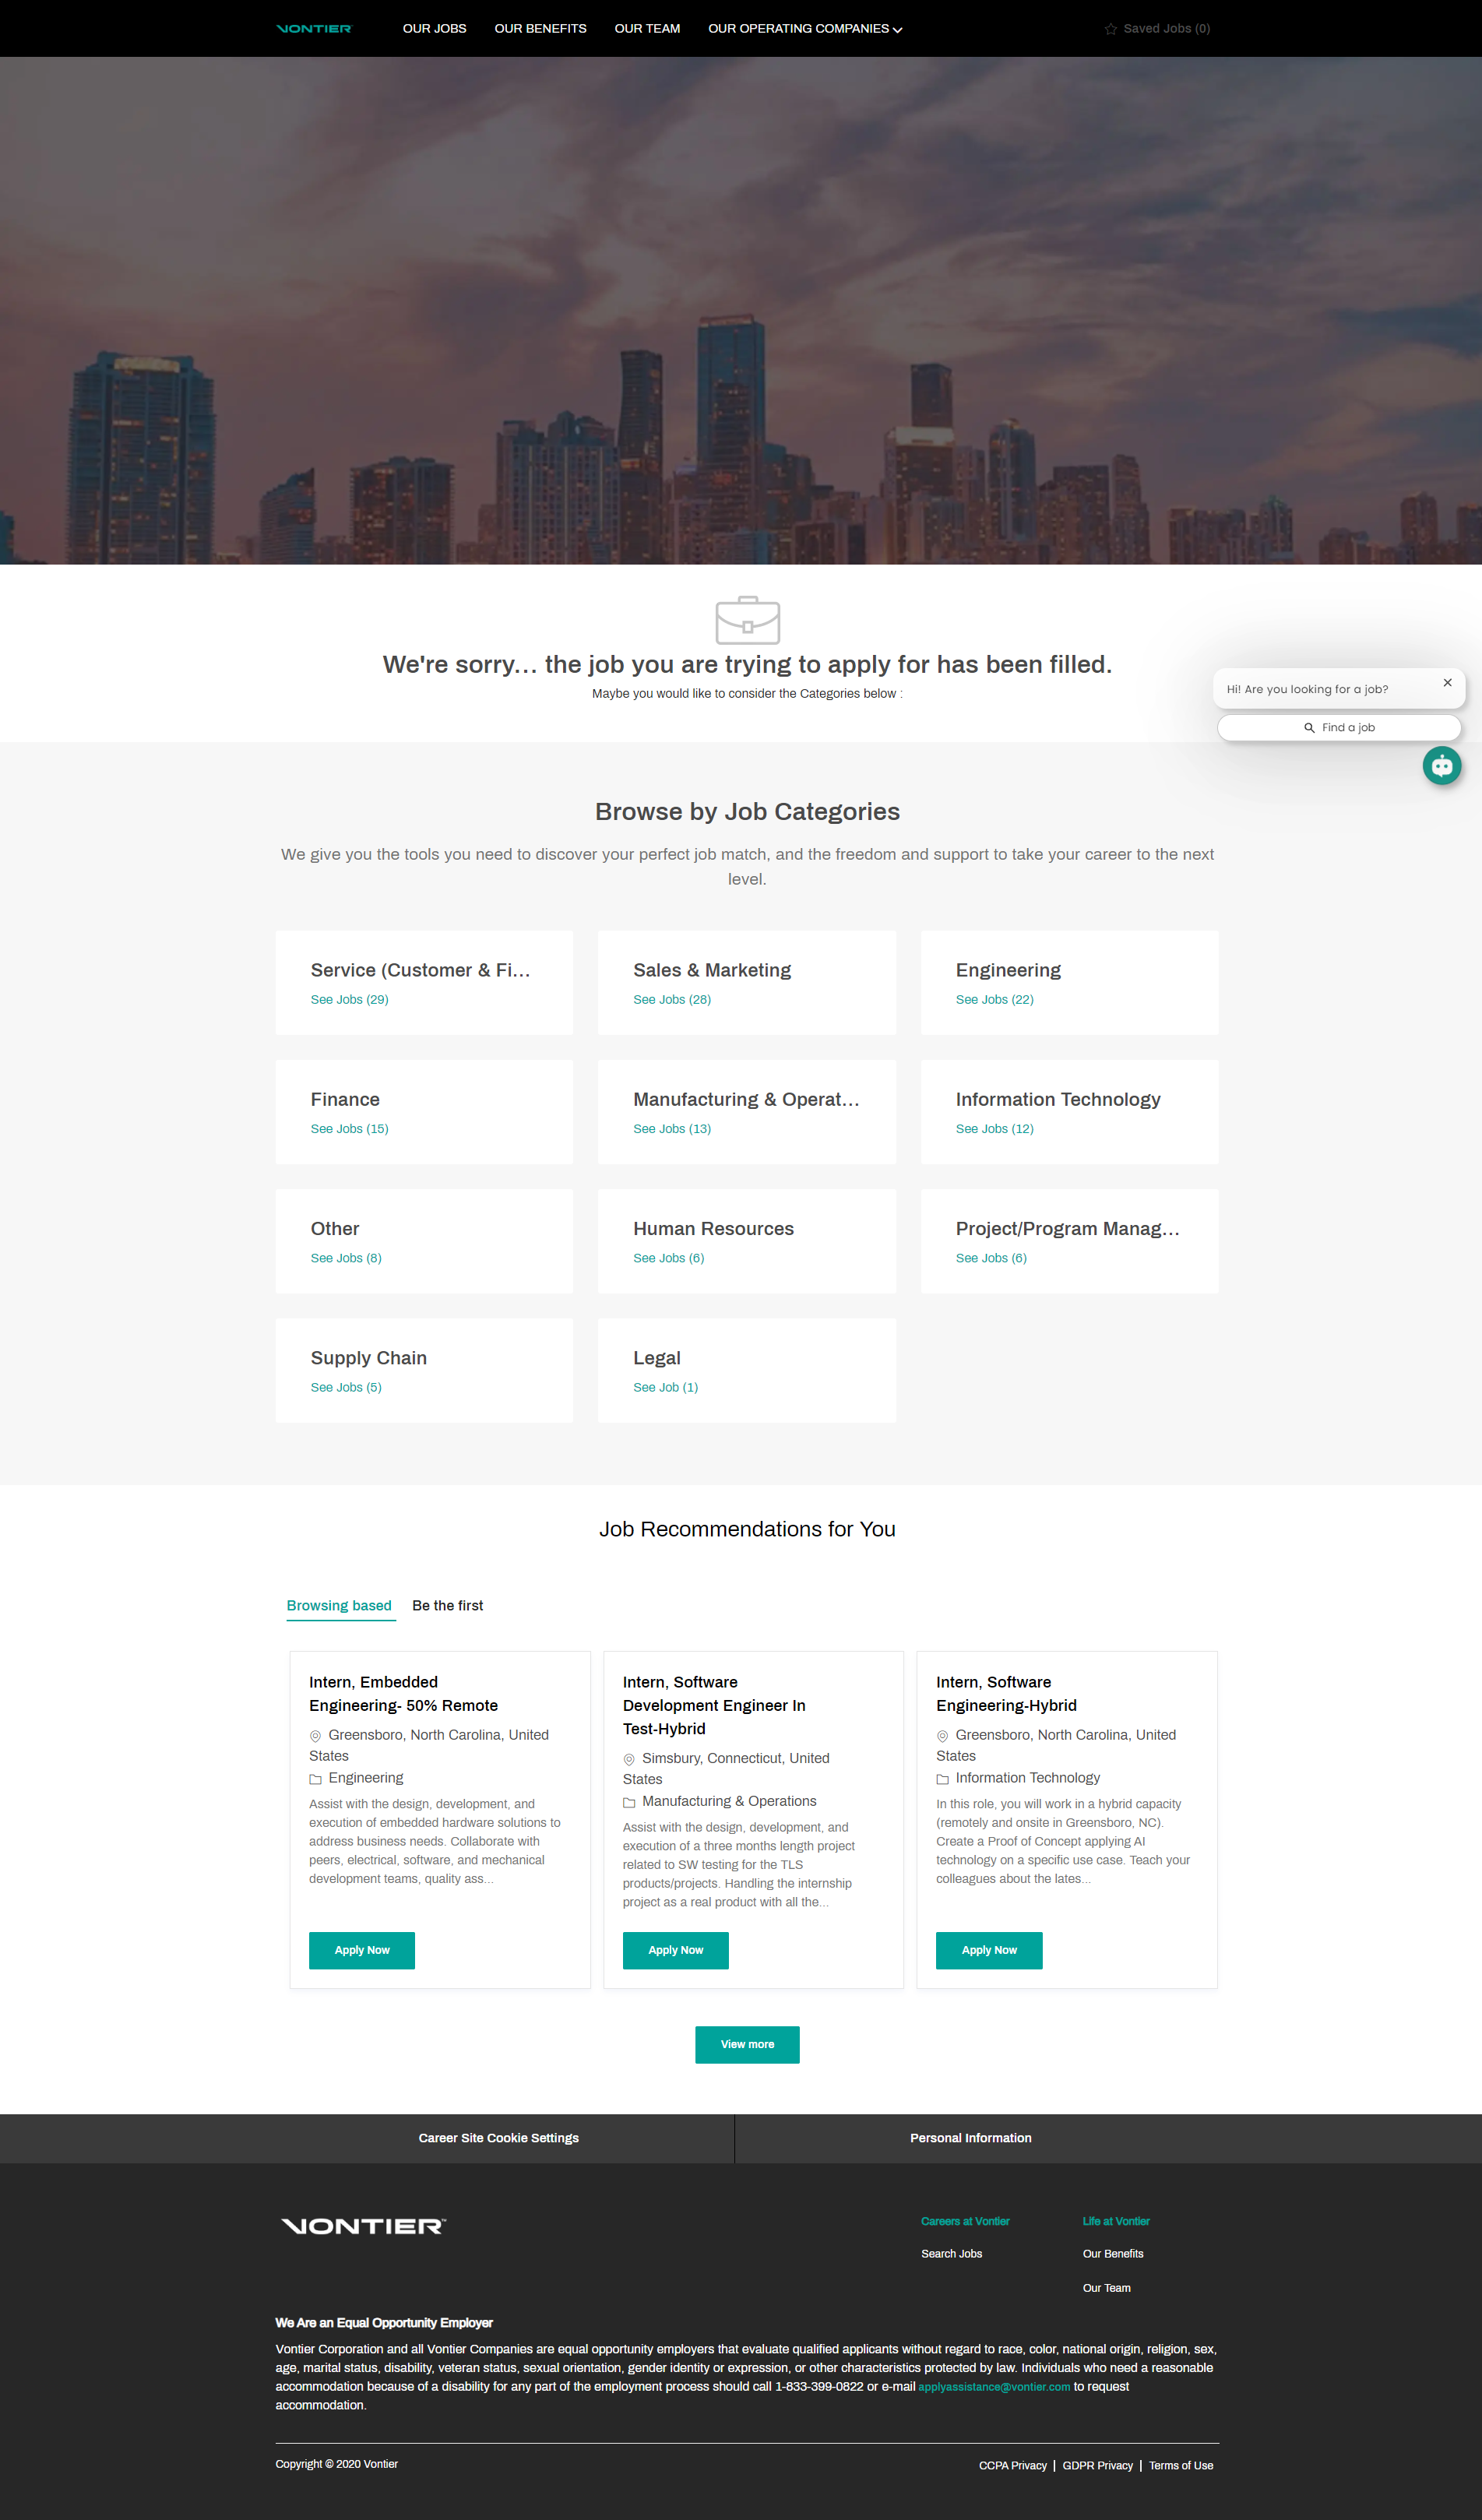 VONTIER
OUR JOBS
OUR BENEFITS
OUR TEAM
OUR OPERATING COMPANIES
Saved Jobs (0)
We're sorry... the job you are trying to apply for has been filled.
Maybe you would like to consider the Categories below :
Hi! Are you looking for a job?
Find a job
Browse by Job Categories
We give you the tools you need to discover your perfect job match, and the freedom and support to take your career to the next
level.
Service (Customer & Fi...
See Jobs (29)
Sales & Marketing
See Jobs (28)
Engineering
See Jobs (22)
Finance
See Jobs (15)
Manufacturing & Operat...
See Jobs (13)
Information Technology
See Jobs (12)
Other
See Jobs (8)
Human Resources
See Jobs (6)
Project/Program Manag...
See Jobs (6)
Supply Chain
See Jobs (5)
Legal
See Job (1)
Job Recommendations for You
Browsing based
Be the first
Intern, Embedded
Engineering- 50% Remote
Greensboro, North Carolina, United
States
Engineering
Assist with the design, development, and
execution of embedded hardware solutions to
address business needs. Collaborate with
peers, electrical, software, and mechanical
development teams, quality ass...
Apply Now
Intern, Software
Development Engineer In
Test-Hybrid
Simsbury, Connecticut, United
States
Manufacturing & Operations
Assist with the design, development, and
execution of a three months length project
related to SW testing for the TLS
products/projects. Handling the internship
project as a real product with all the...
Apply Now
Intern, Software
Engineering-Hybrid
Greensboro, North Carolina, United
States
Information Technology
In this role, you will work in a hybrid capacity
(remotely and onsite in Greensboro, NC).
Create a Proof of Concept applying AI
technology on a specific use case. Teach your
colleagues about the lates...
Apply Now
View more
Career Site Cookie Settings
Personal Information
VONTIER™
Careers at Vontier
Search Jobs
Life at Vontier
Our Benefits
Our Team
We Are an Equal Opportunity Employer
Vontier Corporation and all Vontier Companies are equal opportunity employers that evaluate qualified applicants without regard to race, color, national origin, religion, sex,
age, marital status, disability, veteran status, sexual orientation, gender identity or expression, or other characteristics protected by law. Individuals who need a reasonable
accommodation because of a disability for any part of the employment process should call 1-833-399-0822 or e-mail applyassistance@vontier.com to request
accommodation.
Copyright © 2020 Vontier
CCPA Privacy | GDPR Privacy | Terms of Use